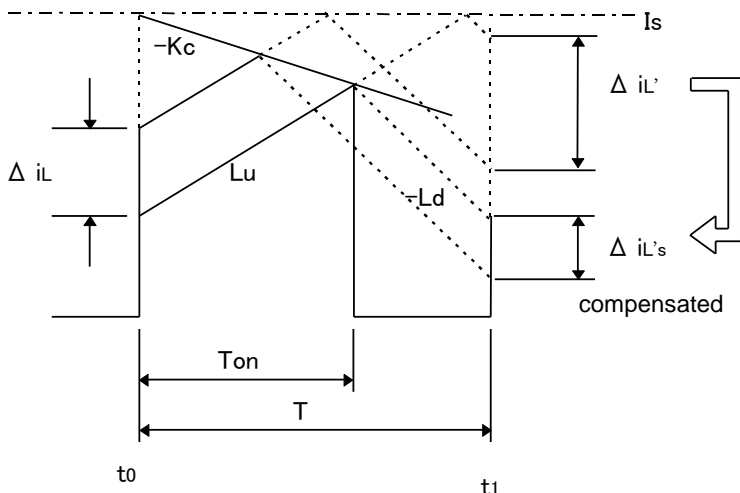 Is
-Kc
Δ iL'
Δ iL
Lu
-Ld
Δ iL's
compensated
Ton
T
t0
t1